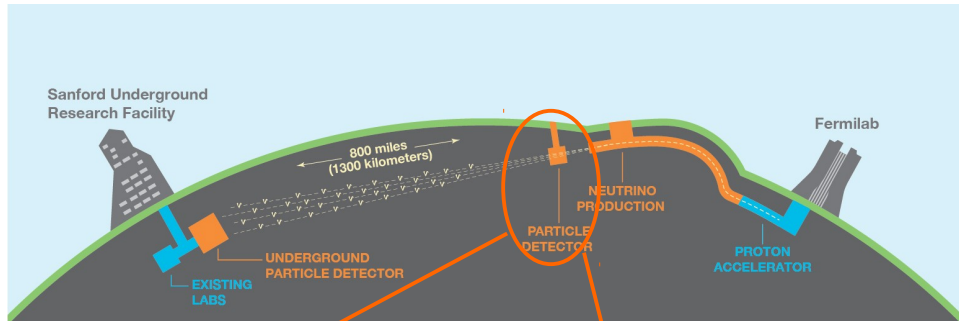 Sanford Underground
Research Facility
Fermilab
800 miles
(1300 kilometers)
NEUTRINO
PRODUCTION
PARTICLE
DETECTOR
PROTON
ACCELERATOR
UNDERGROUND
PARTICLE DETECTOR
EXISTING
LABS